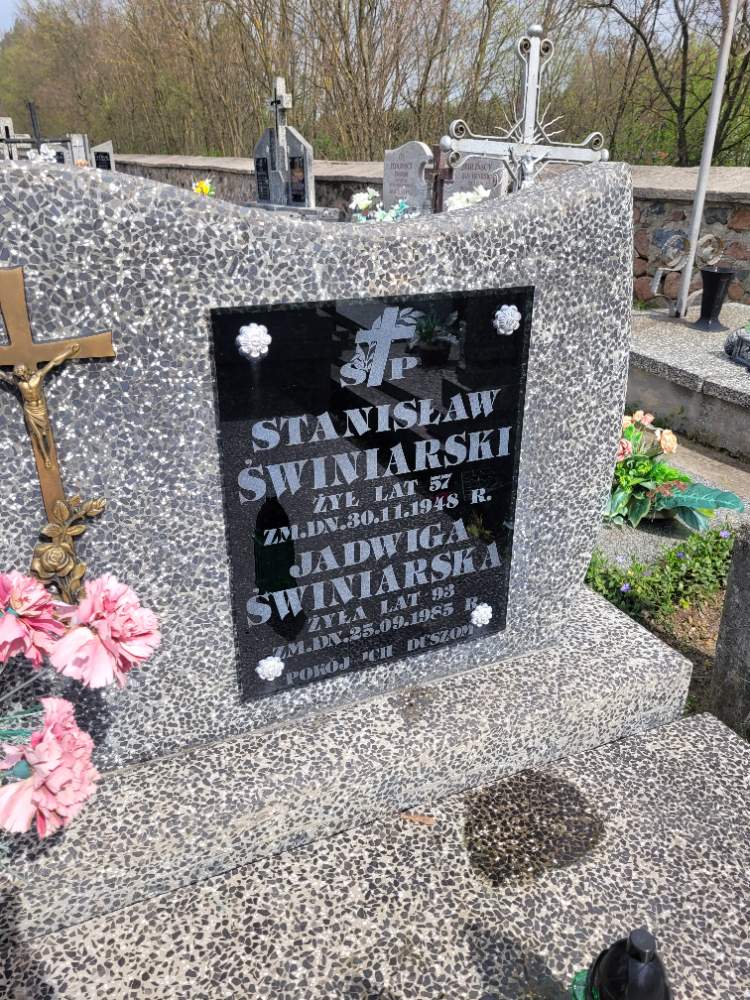 Ś P
STANISŁAW
ŚWINIARSKI
ŻYŁ LAT 57
ZM.DN.30.11.1948 R.
JADWIGA
ŚWINIARSKA
ŻYŁA LAT 93
ZM.DN.25.09.1985 R.
POKÓJ ICH DUSZOM